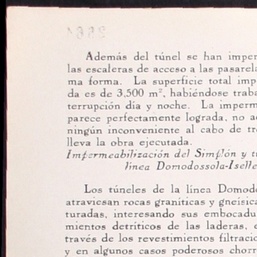 Además del túnel se han imper
las escaleras de acceso a las pasarel
ma forma. La superficie total imp
da es de 3.500 m², habiéndose traba
terrupción día y noche. La imperm
parece perfectamente lograda, no a
ningún inconveniente al cabo de tr
lleva la obra ejecutada.
Impermeabilización del Simplón y t
línea Domodossola-Iselle
Los túneles de la línea Domod
atraviesan rocas graníticas y gneísica
turadas, interesando sus embocadu
mientos detríticos de las laderas,
través de los revestimientos filtracio
y en algunos casos poderosos chorr